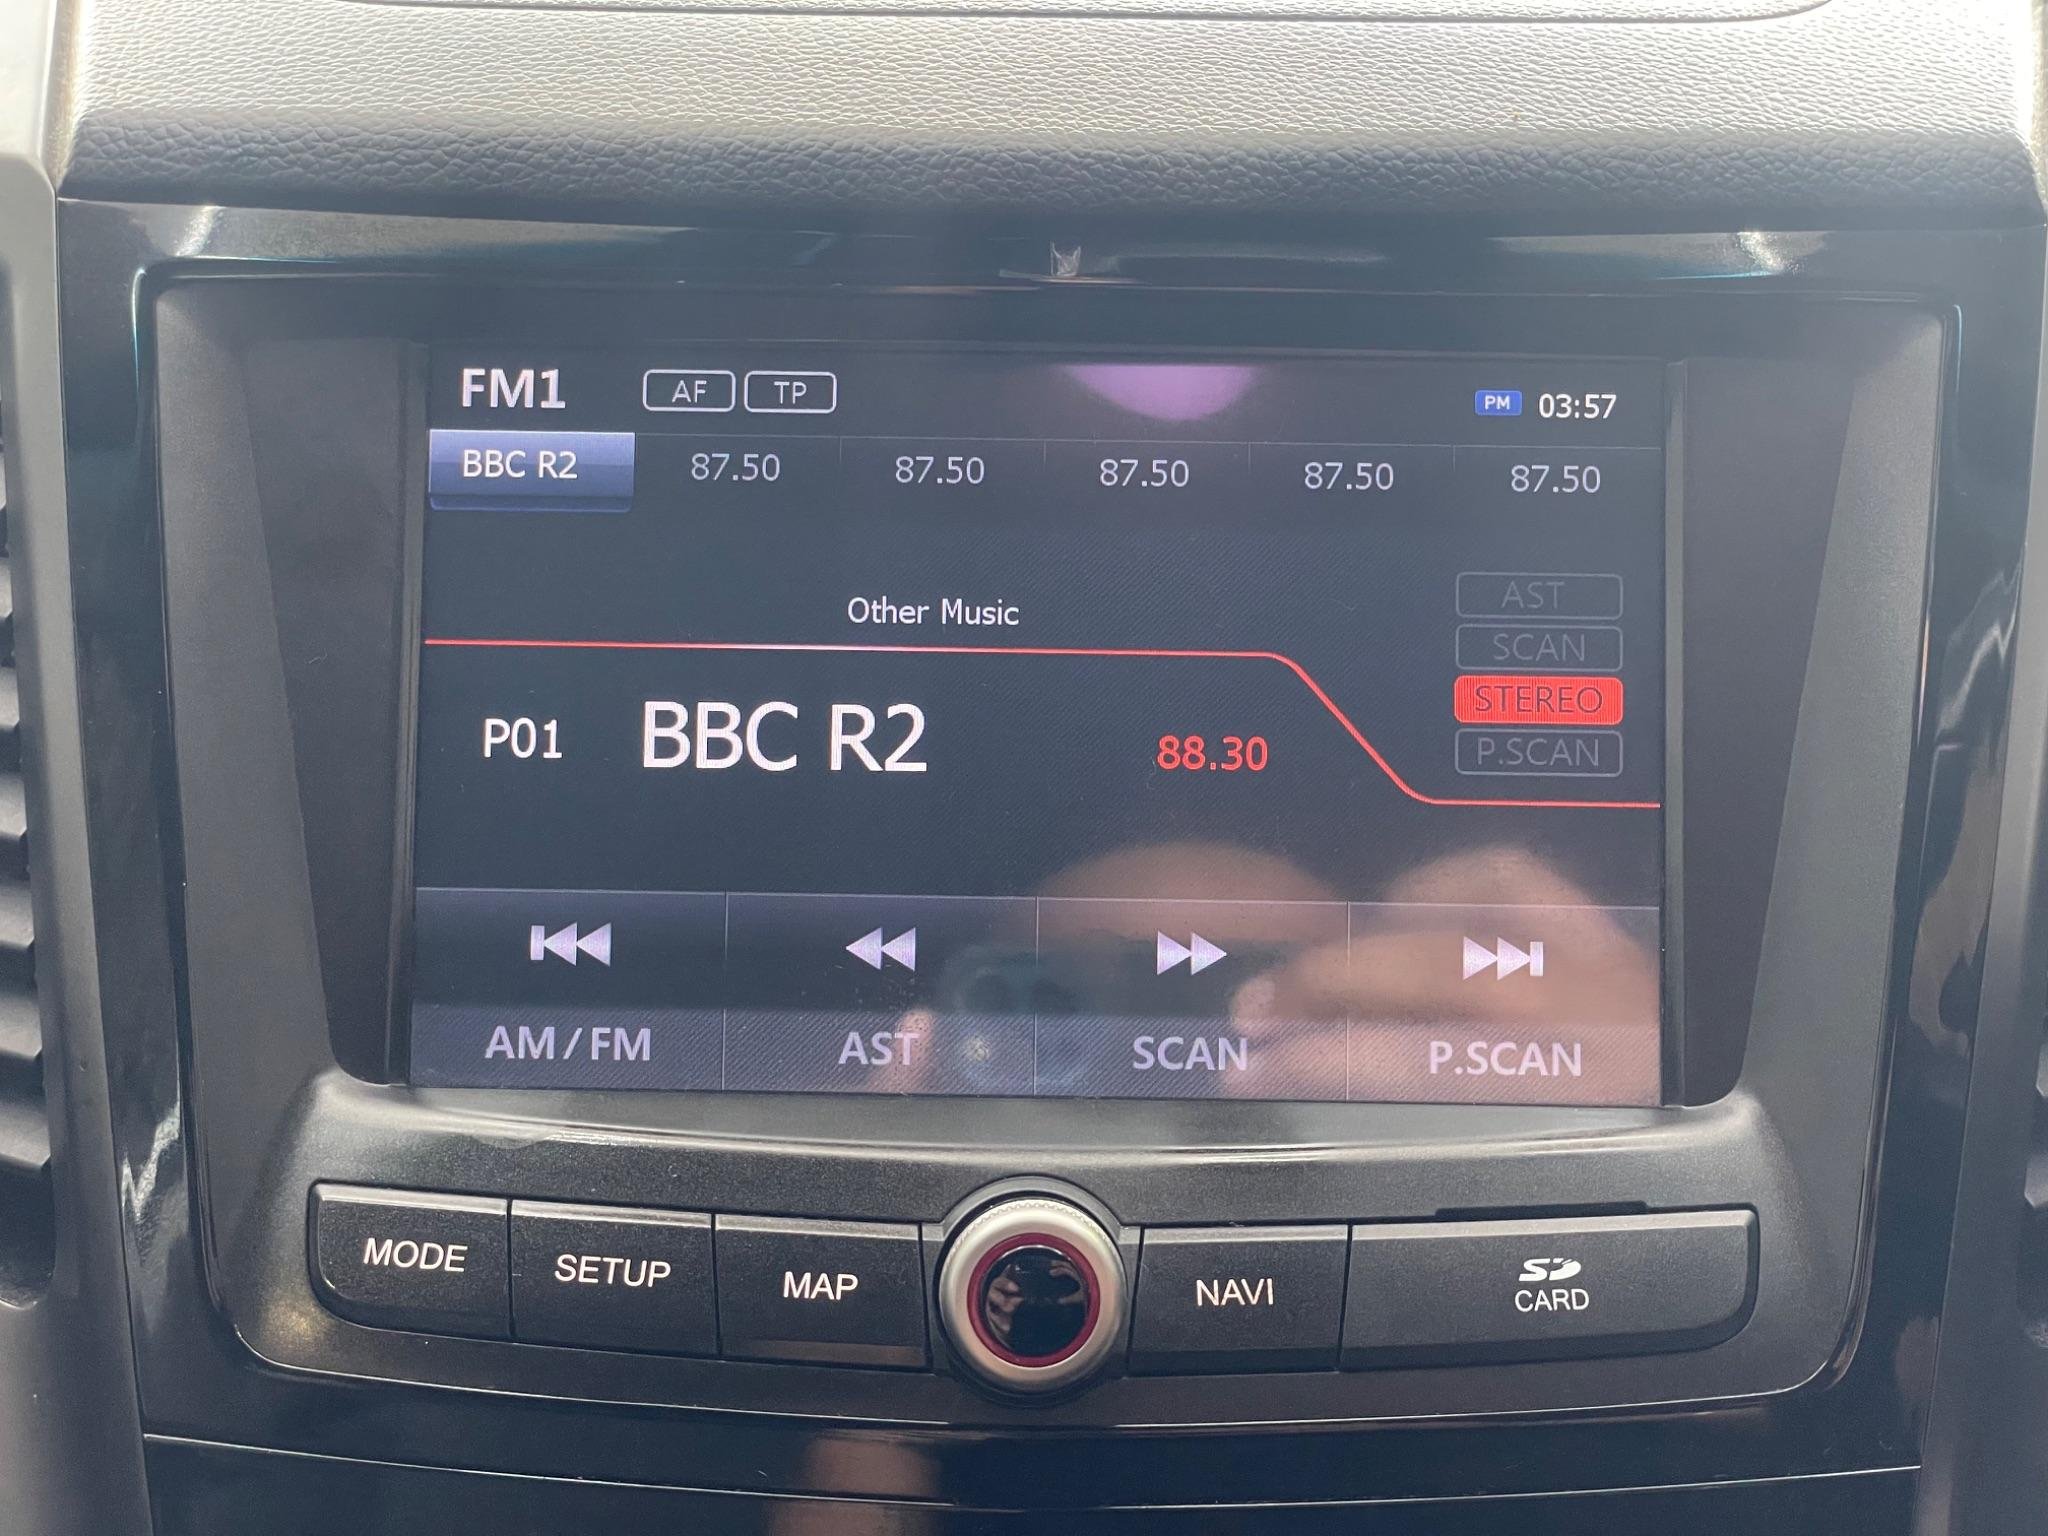 FM1 AF TP PM 03:57
BBC R2 87.50 87.50 87.50 87.50 87.50
Other Music
AST
SCAN
STEREO
P.SCAN
P01 BBC R2 88.30
AM/FM AST SCAN P.SCAN
MODE SETUP MAP NAVI SD
CARD